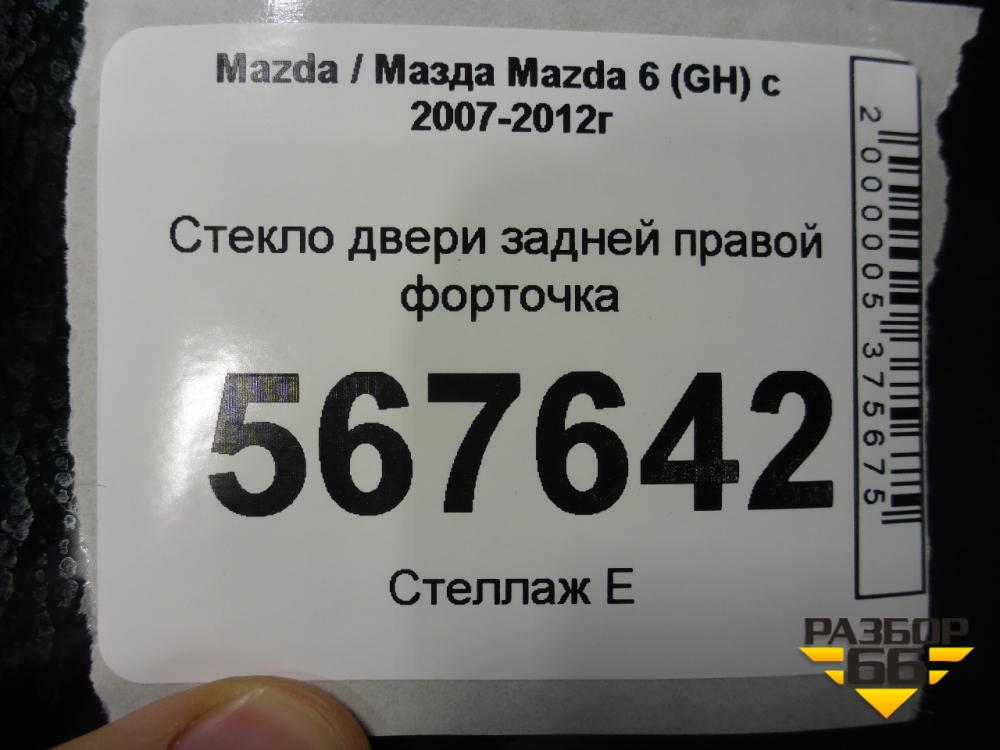 Mazda / Мазда Mazda 6 (GH) с
2007-2012г
Стекло двери задней правой
форточка
567642
Стеллаж Е
2000005375675
РАЗБОР
66